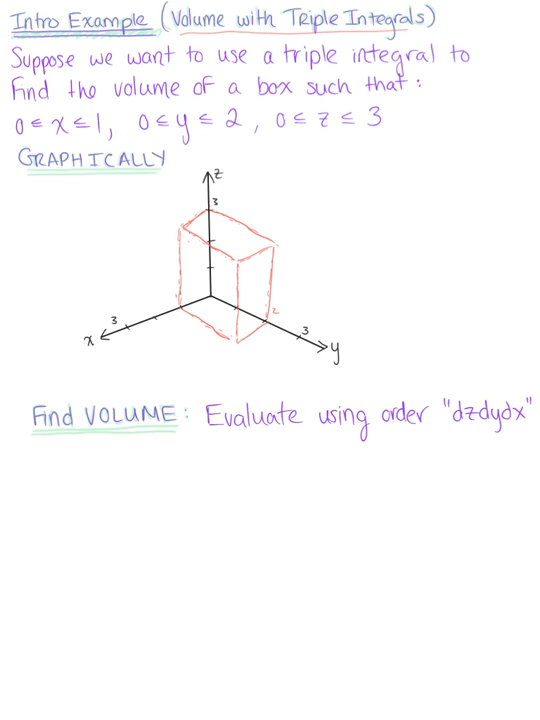 Intro Example (Volume with Triple Integrals)
Suppose we want to use a triple integral to
find the volume of a box such that:
0 ≤ x ≤ 1, 0 ≤ y ≤ 2, 0 ≤ z ≤ 3
GRAPHICALLY
z
3
3
x
2
3
y
Find VOLUME: Evaluate using order "dzdydx"